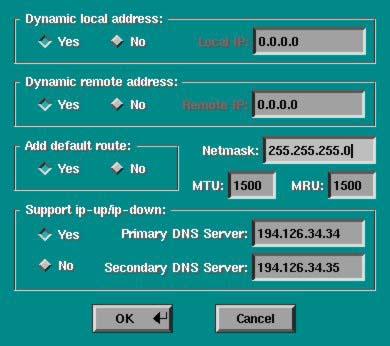 Dynamic local address:
Yes No Local IP: 0.0.0.0
Dynamic remote address:
Yes No Remote IP: 0.0.0.0
Add default route:
Netmask: 255.255.255.0
Yes No
MTU: 1500 MRU: 1500
Support ip-up/ip-down:
Yes Primary DNS Server: 194.126.34.34
No Secondary DNS Server: 194.126.34.35
OK Cancel